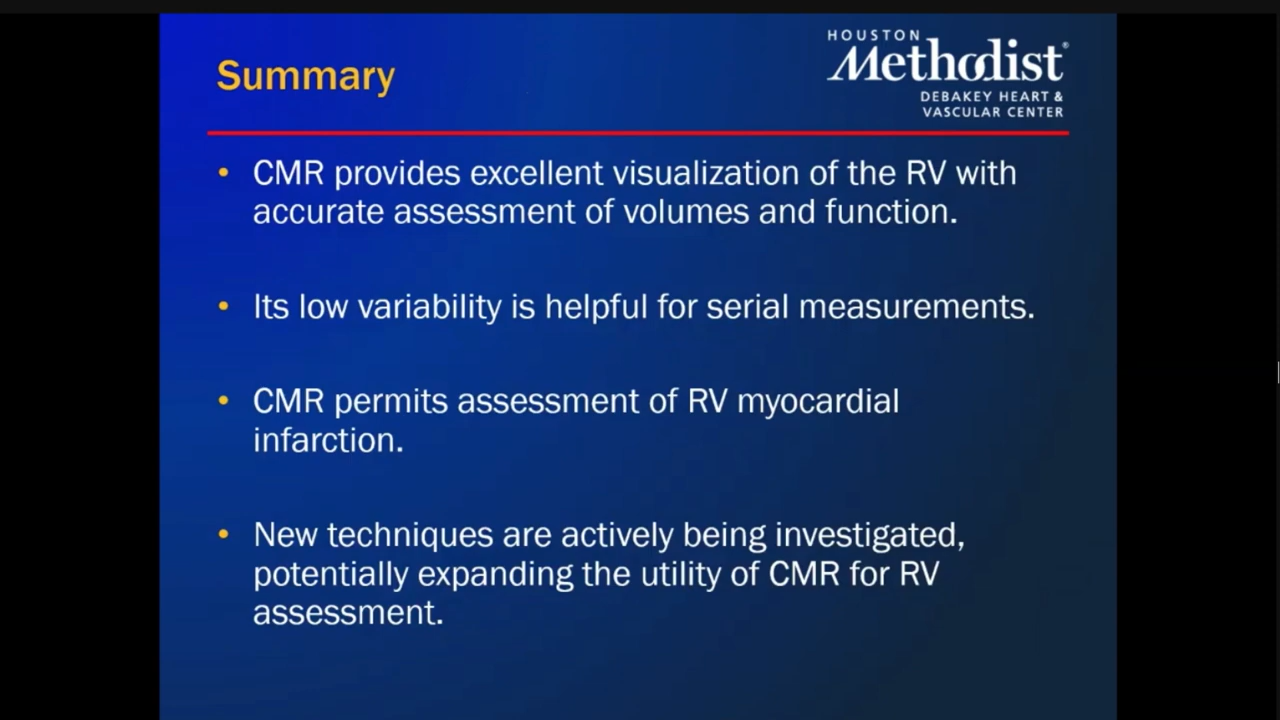 Summary
HOUSTON
Methodist®
DEBAKEY HEART &
VASCULAR CENTER
• CMR provides excellent visualization of the RV with
accurate assessment of volumes and function.
• Its low variability is helpful for serial measurements.
• CMR permits assessment of RV myocardial
infarction.
• New techniques are actively being investigated,
potentially expanding the utility of CMR for RV
assessment.